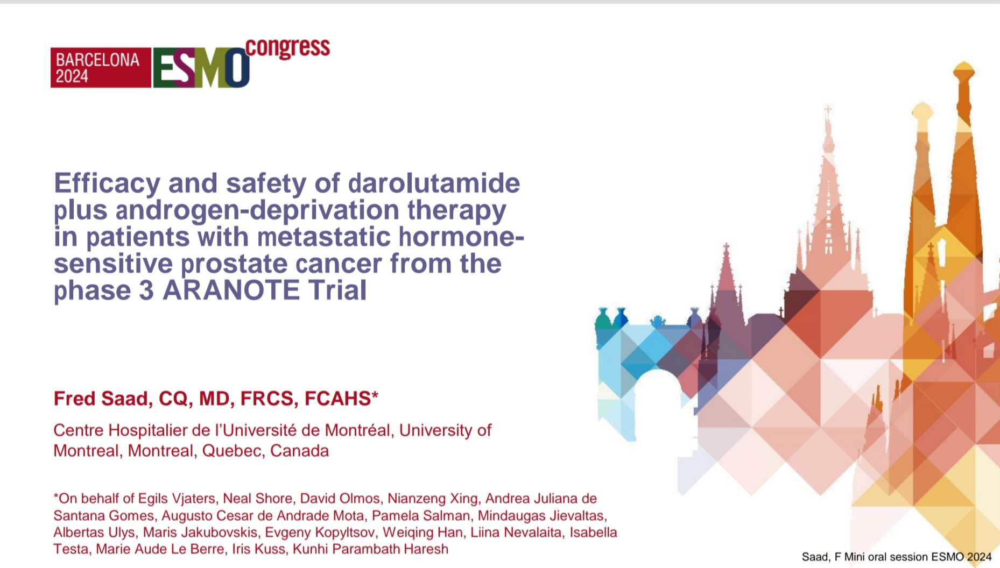 BARCELONA
2024
ESMO congress
Efficacy and safety of darolutamide
plus androgen-deprivation therapy
in patients with metastatic hormone-
sensitive prostate cancer from the
phase 3 ARANOTE Trial
Fred Saad, CQ, MD, FRCS, FCAHS*
Centre Hospitalier de l’Université de Montréal, University of
Montreal, Montreal, Quebec, Canada
*On behalf of Egils Vjaters, Neal Shore, David Olmos, Nianzeng Xing, Andrea Juliana de
Santana Gomes, Augusto Cesar de Andrade Mota, Pamela Salman, Mindaugas Jievaltas,
Albertas Ulys, Maris Jakubovskis, Evgeny Kopyltsov, Weiqing Han, Liina Nevalaita, Isabella
Testa, Marie Aude Le Berre, Iris Kuss, Kunhi Parambath Haresh
Saad, F Mini oral session ESMO 2024